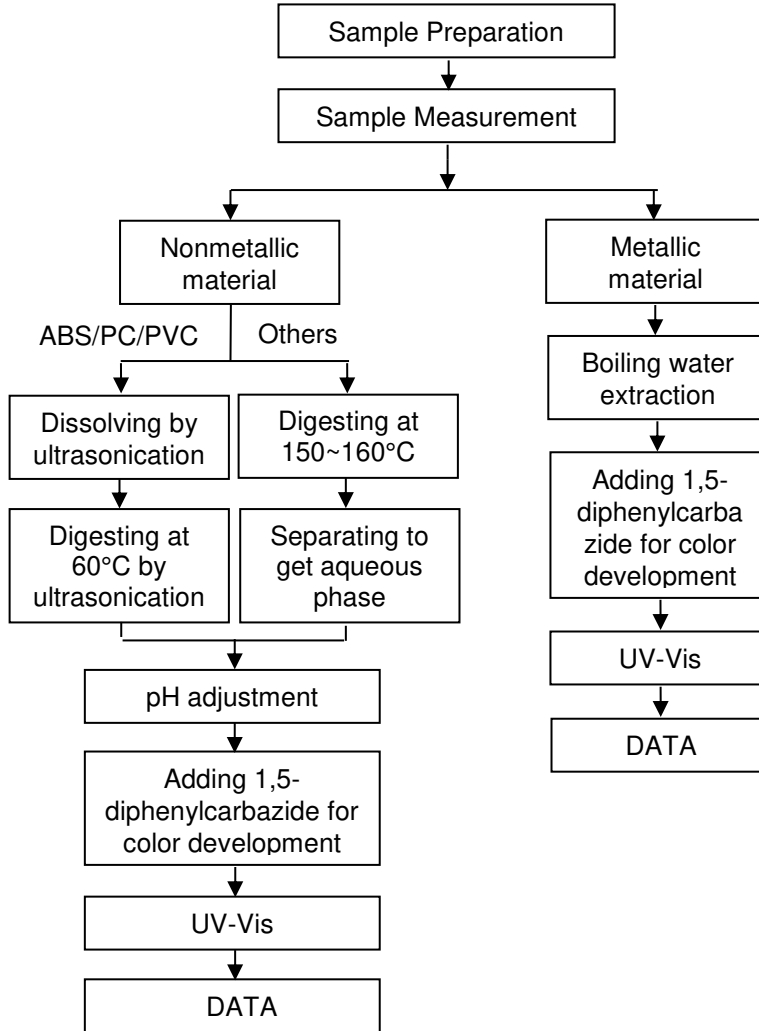 Sample Preparation
Sample Measurement
Nonmetallic
material
Metallic
material
ABS/PC/PVC
Others
Boiling water
extraction
Dissolving by
ultrasonication
Digesting at
150~160°C
Adding 1,5-
diphenylcarba
zide for color
development
Digesting at
60°C by
ultrasonication
Separating to
get aqueous
phase
UV-Vis
DATA
pH adjustment
Adding 1,5-
diphenylcarbazide for
color development
UV-Vis
DATA